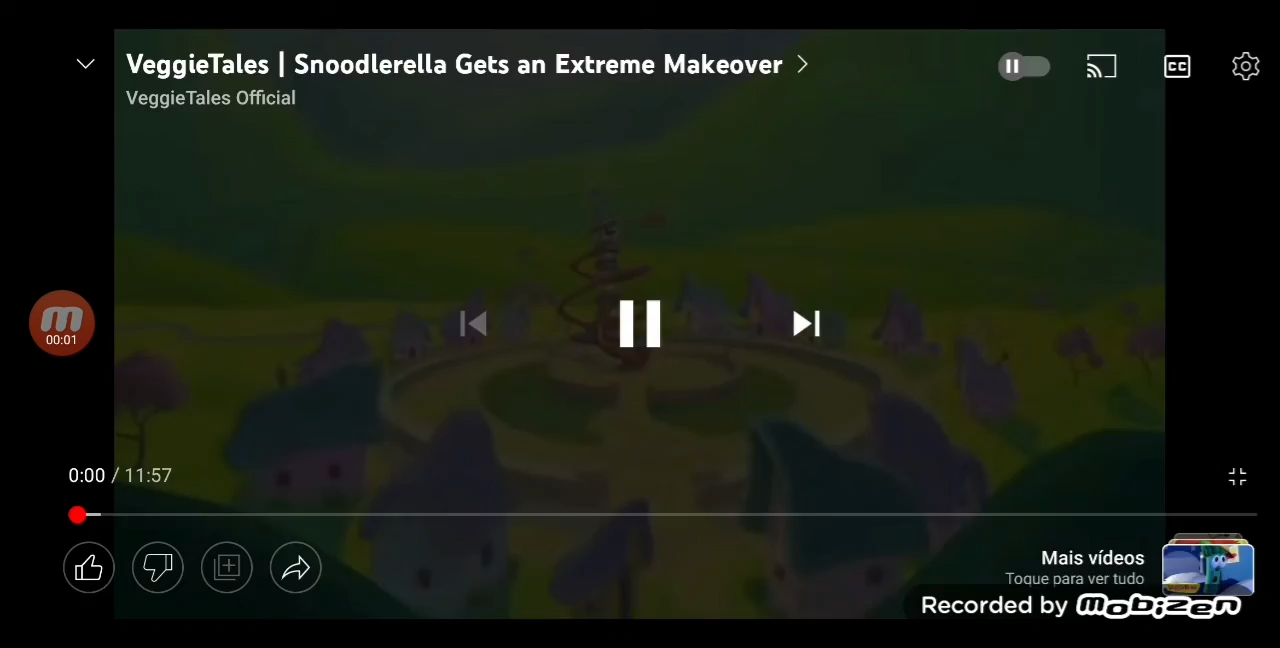 VeggieTales | Snoodlerella Gets an Extreme Makeover
VeggieTales Official
CC
00:01
0:00 / 11:57
Mais vídeos
Toque para ver tudo
Recorded by MobiZen